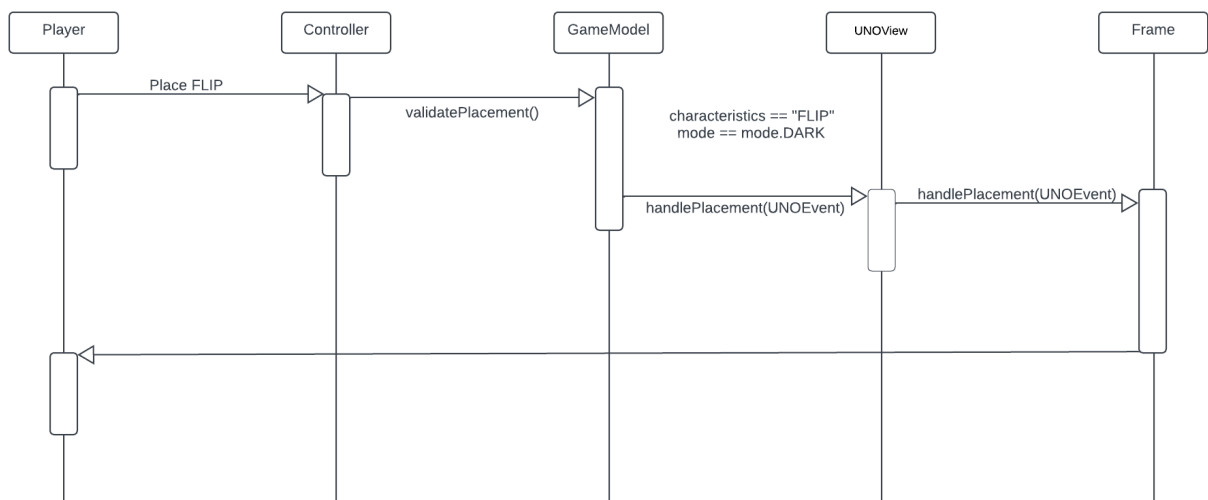 Player
Controller
GameModel
UNOView
Frame
Place FLIP
validatePlacement()
characteristics == "FLIP"
mode == mode.DARK
handlePlacement(UNOEvent)
handlePlacement(UNOEvent)